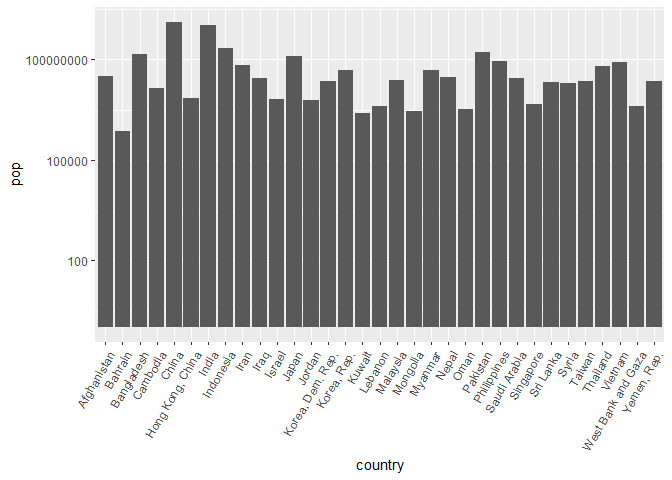 100000000
100000
100
pop
Afghanistan
Bahrain
Bangladesh
Cambodia
China
Hong Kong, China
India
Indonesia
Iran
Iraq
Israel
Japan
Jordan
Korea, Dem. Rep.
Korea, Rep.
Kuwait
Lebanon
Malaysia
Mongolia
Myanmar
Nepal
Oman
Pakistan
Philippines
Saudi Arabia
Singapore
Sri Lanka
Syria
Taiwan
Thailand
Vietnam
West Bank and Gaza
Yemen, Rep.
country